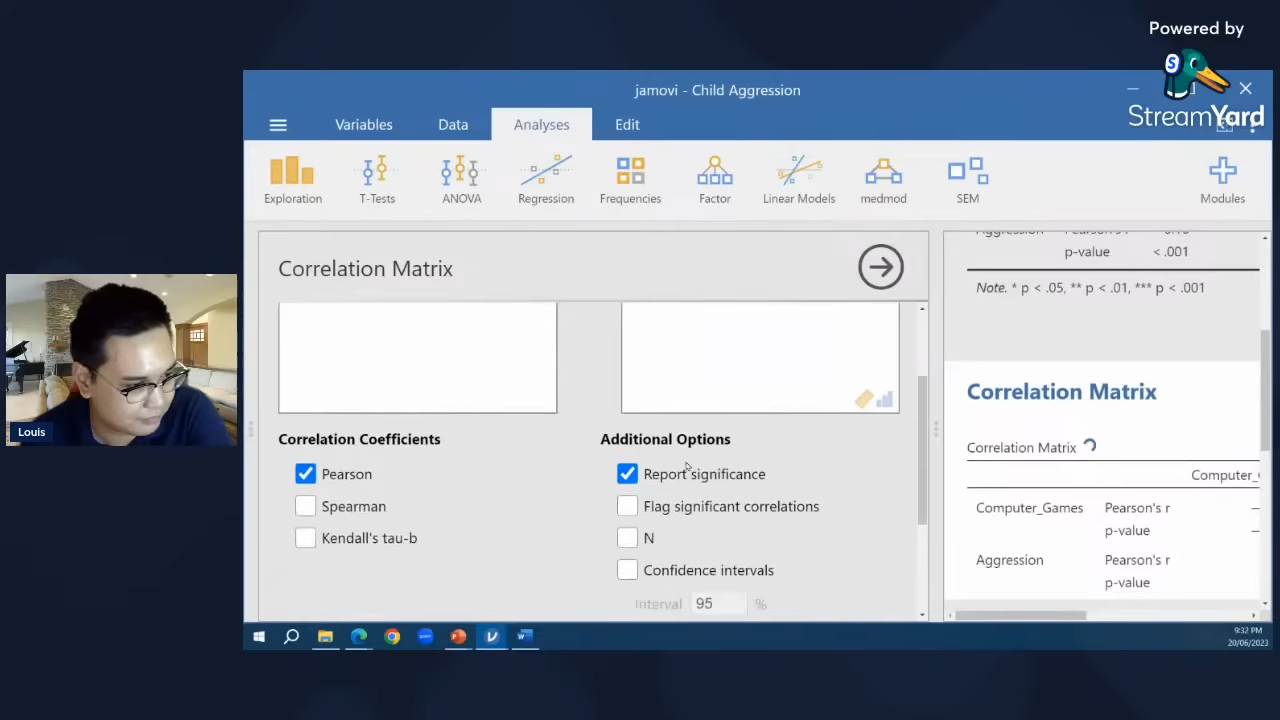 Powered by
StreamYard
jamovi - Child Aggression
Variables
Data
Analyses
Edit
Exploration
T-Tests
ANOVA
Regression
Frequencies
Factor
Linear Models
medmod
SEM
Modules
Correlation Matrix
Correlation Coefficients
Pearson
Spearman
Kendall's tau-b
Additional Options
Report significance
Flag significant correlations
N
Confidence intervals
Interval 95 %
p-value < .001
Note. * p < .05, ** p < .01, *** p < .001
Correlation Matrix
Correlation Matrix
Computer_
Computer_Games Pearson's r —
p-value —
Aggression Pearson's r
p-value
Louis
9:32 PM
20/06/2023